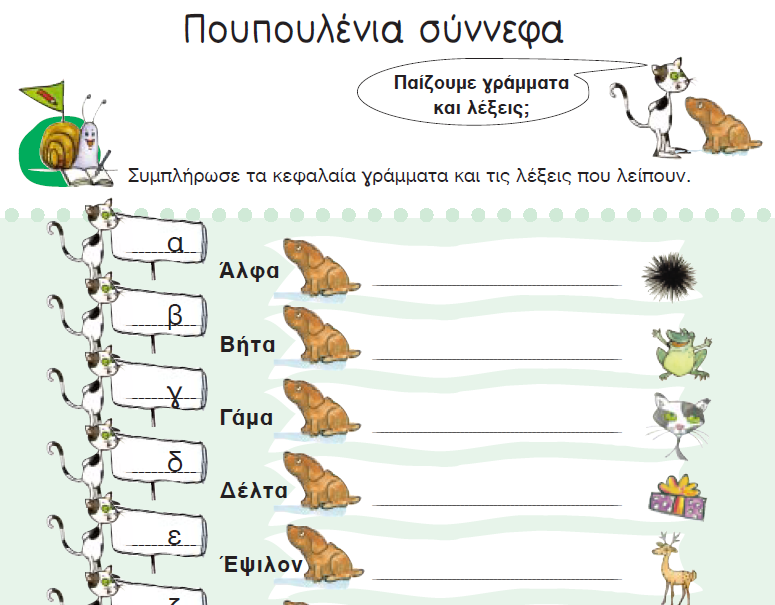 Πουπουλένια σύννεφα
Παίζουμε γράμματα
και λέξεις;
Συμπλήρωσε τα κεφαλαία γράμματα και τις λέξεις που λείπουν.
α
Άλφα
β
Βήτα
γ
Γάμα
δ
Δέλτα
ε
Έψιλον
ζ